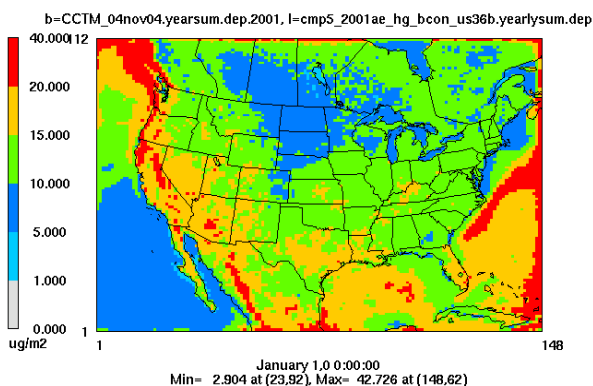 b=CCTM_04nov04.yearsum.dep.2001, l=cmp5_2001ae_hg_bcon_us36b.yearlysum.dep
40.000
20.000
15.000
10.000
5.000
1.000
0.000
ug/m2
112
1
1
148
January 1,0 0:00:00
Min= 2.904 at (23,92), Max= 42.726 at (148,62)